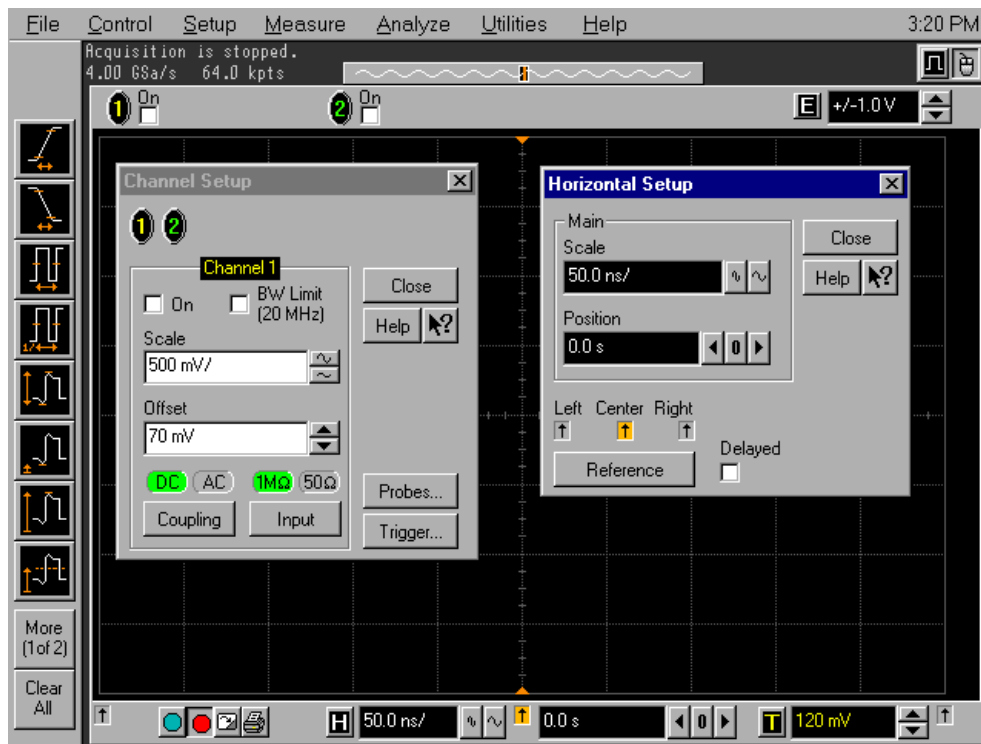 File Control Setup Measure Analyze Utilities Help 3:20 PM
Acquisition is stopped.
4.00 GSa/s 64.0 kpts
1 On 2 On E +/-1.0 V
Channel Setup
1 2
Channel 1
On BW Limit
(20 MHz)
Scale
500 mV/
Offset
70 mV
DC AC 1MΩ 50Ω
Coupling Input
Close
Help ?
Probes...
Trigger...
Horizontal Setup
Main
Scale
50.0 ns/
Position
0.0 s 0
Close
Help ?
Left Center Right
Reference
Delayed
More
(1of 2)
Clear
All
H 50.0 ns/ 0.0 s 0 T 120 mV